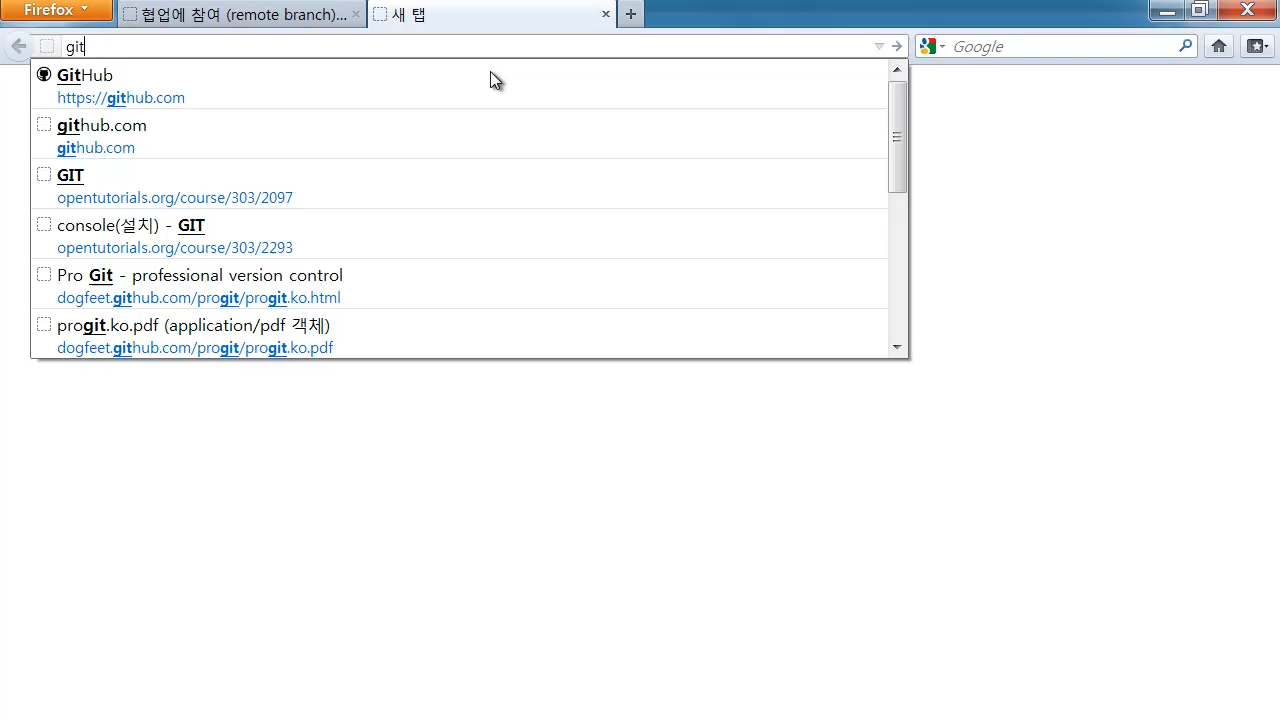 Firefox
협업에 참여 (remote branch)...
새 탭
git
Google
GitHub
https://github.com
github.com
github.com
GIT
opentutorials.org/course/303/2097
console(설치) - GIT
opentutorials.org/course/303/2293
Pro Git - professional version control
dogfeet.github.com/progit/progit.ko.html
progit.ko.pdf (application/pdf 객체)
dogfeet.github.com/progit/progit.ko.pdf